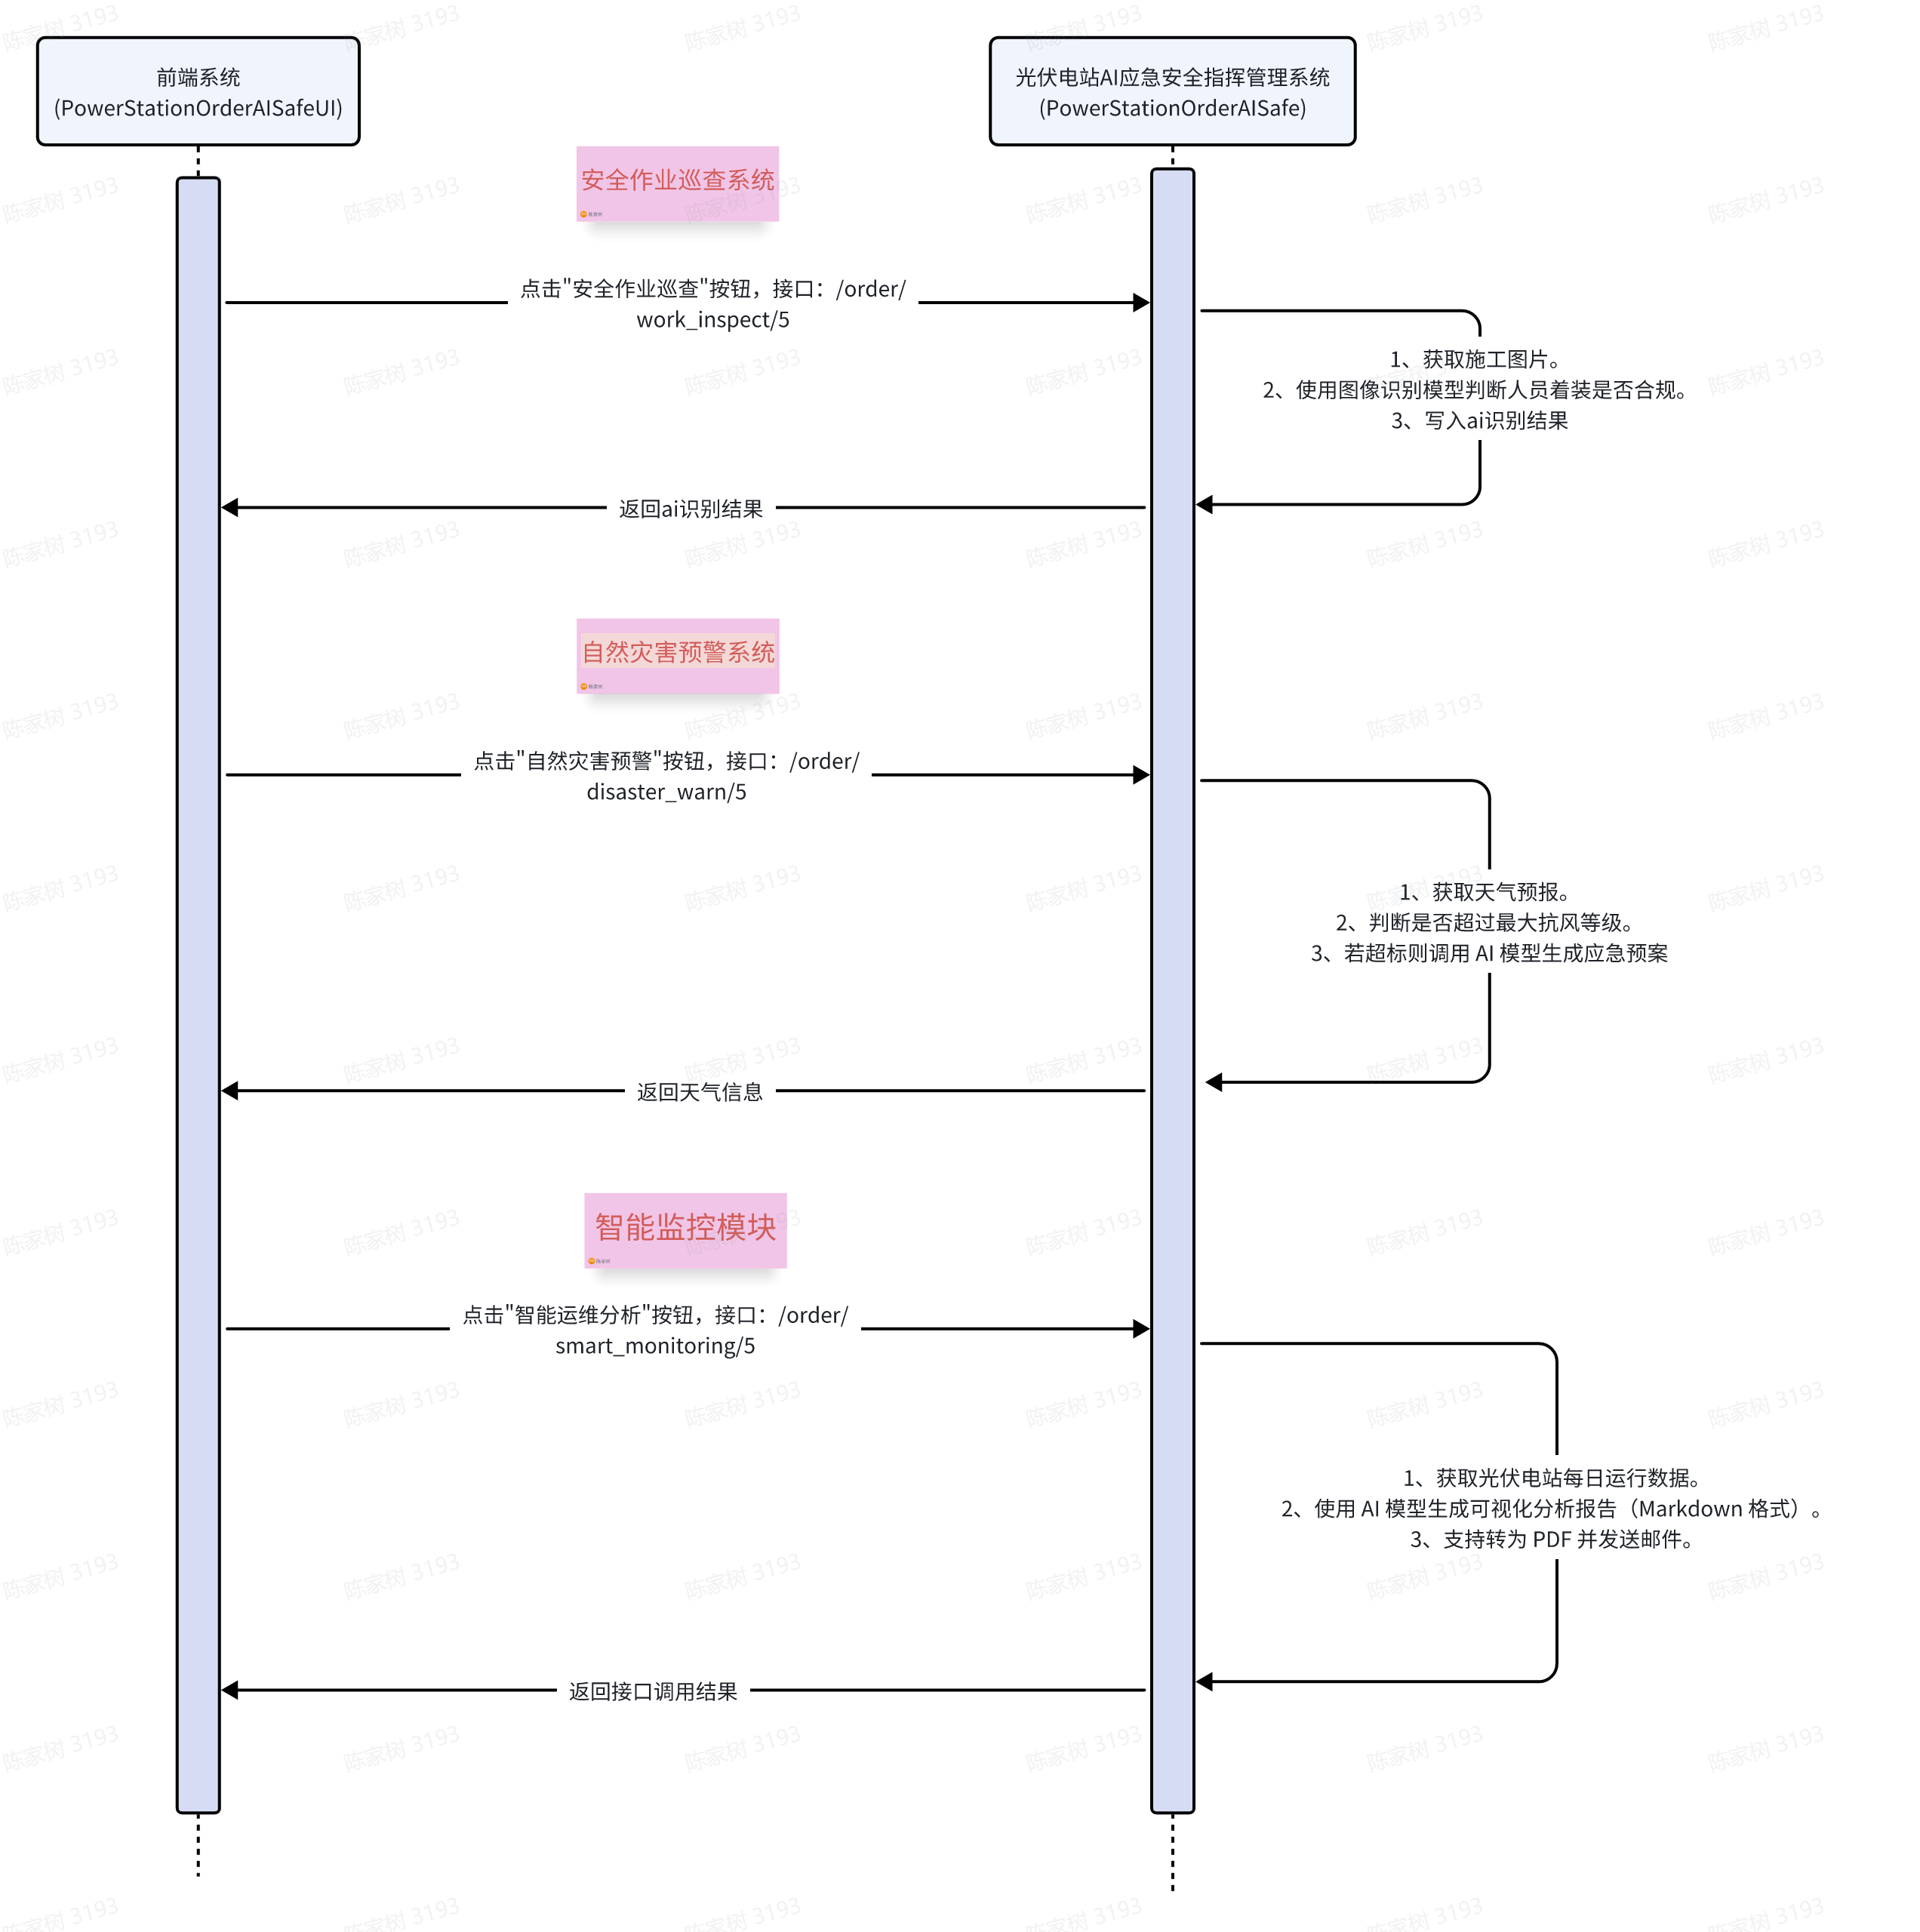 前端系统
(PowerStationOrderAISafeUI)
光伏电站AI应急安全指挥管理系统
(PowerStationOrderAISafe)
安全作业巡查系统
陈家树
点击"安全作业巡查"按钮，接口：/order/
work_inspect/5
1、获取施工图片。
2、使用图像识别模型判断人员着装是否合规。
3、写入ai识别结果
返回ai识别结果
自然灾害预警系统
陈家树
点击"自然灾害预警"按钮，接口：/order/
disaster_warn/5
1、获取天气预报。
2、判断是否超过最大抗风等级。
3、若超标则调用 AI 模型生成应急预案
返回天气信息
智能监控模块
陈家树
点击"智能运维分析"按钮，接口：/order/
smart_monitoring/5
1、获取光伏电站每日运行数据。
2、使用 AI 模型生成可视化分析报告（Markdown 格式）。
3、支持转为 PDF 并发送邮件。
返回接口调用结果
陈家树 3193